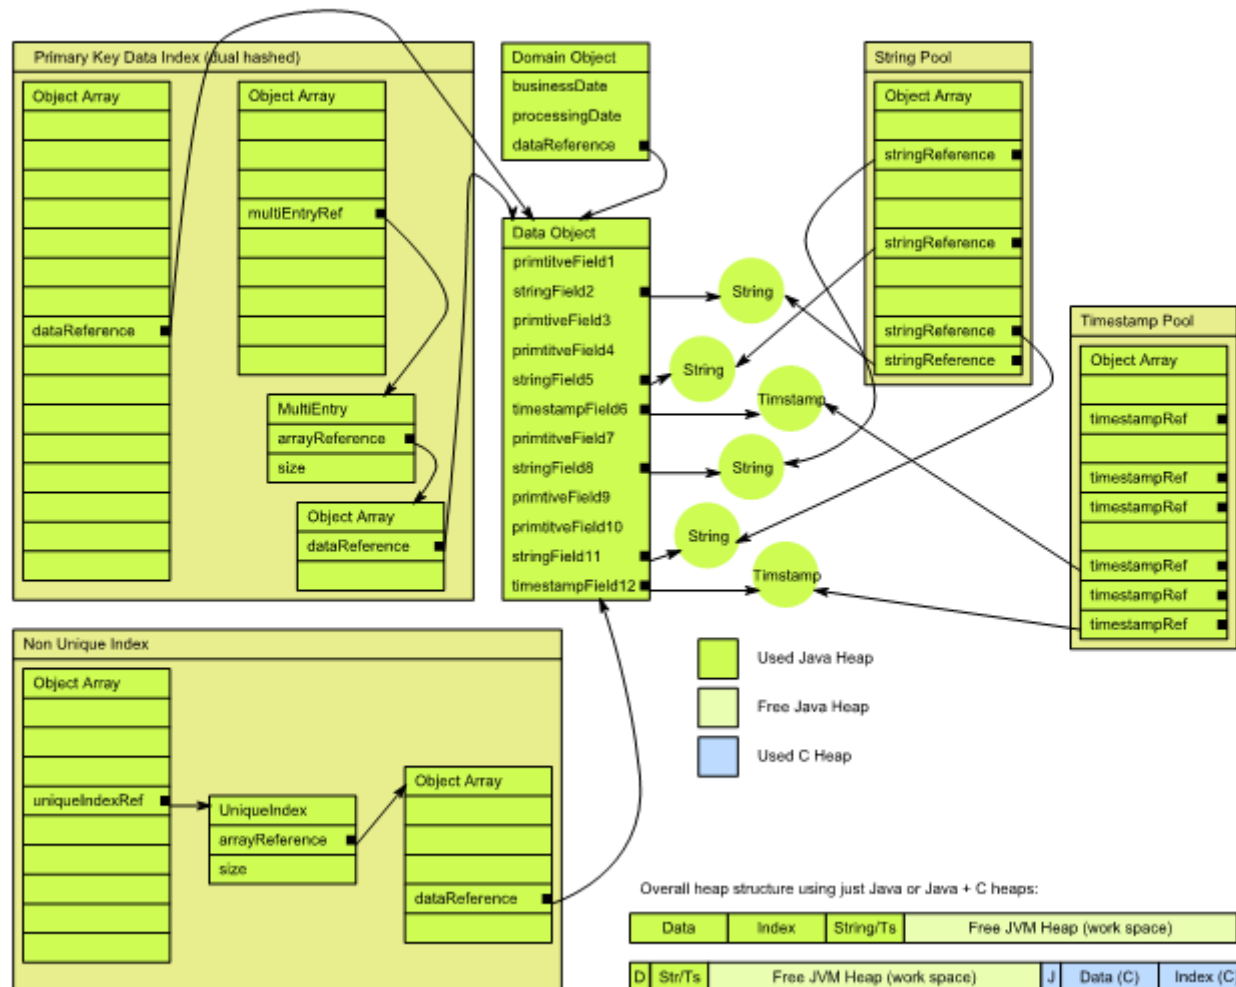 Primary Key Data Index (dual hashed)
Object Array
dataReference
Object Array
multiEntryRef
MultiEntry
arrayReference
size
Object Array
dataReference
Domain Object
businessDate
processingDate
dataReference
Data Object
primtitveField1
stringField2
primtiveField3
primtitveField4
stringField5
timestampField6
primtitveField7
stringField8
primtiveField9
primtitveField10
stringField11
timestampField12
String
String
Timstamp
String
String
Timstamp
String Pool
Object Array
stringReference
stringReference
stringReference
stringReference
Timestamp Pool
Object Array
timestampRef
timestampRef
timestampRef
timestampRef
timestampRef
timestampRef
Non Unique Index
Object Array
uniqueIndexRef
UniqueIndex
arrayReference
size
Object Array
dataReference
Used Java Heap
Free Java Heap
Used C Heap
Overall heap structure using just Java or Java + C heaps:
Data Index String/Ts Free JVM Heap (work space)
D Str/Ts Free JVM Heap (work space) J Data (C) Index (C)